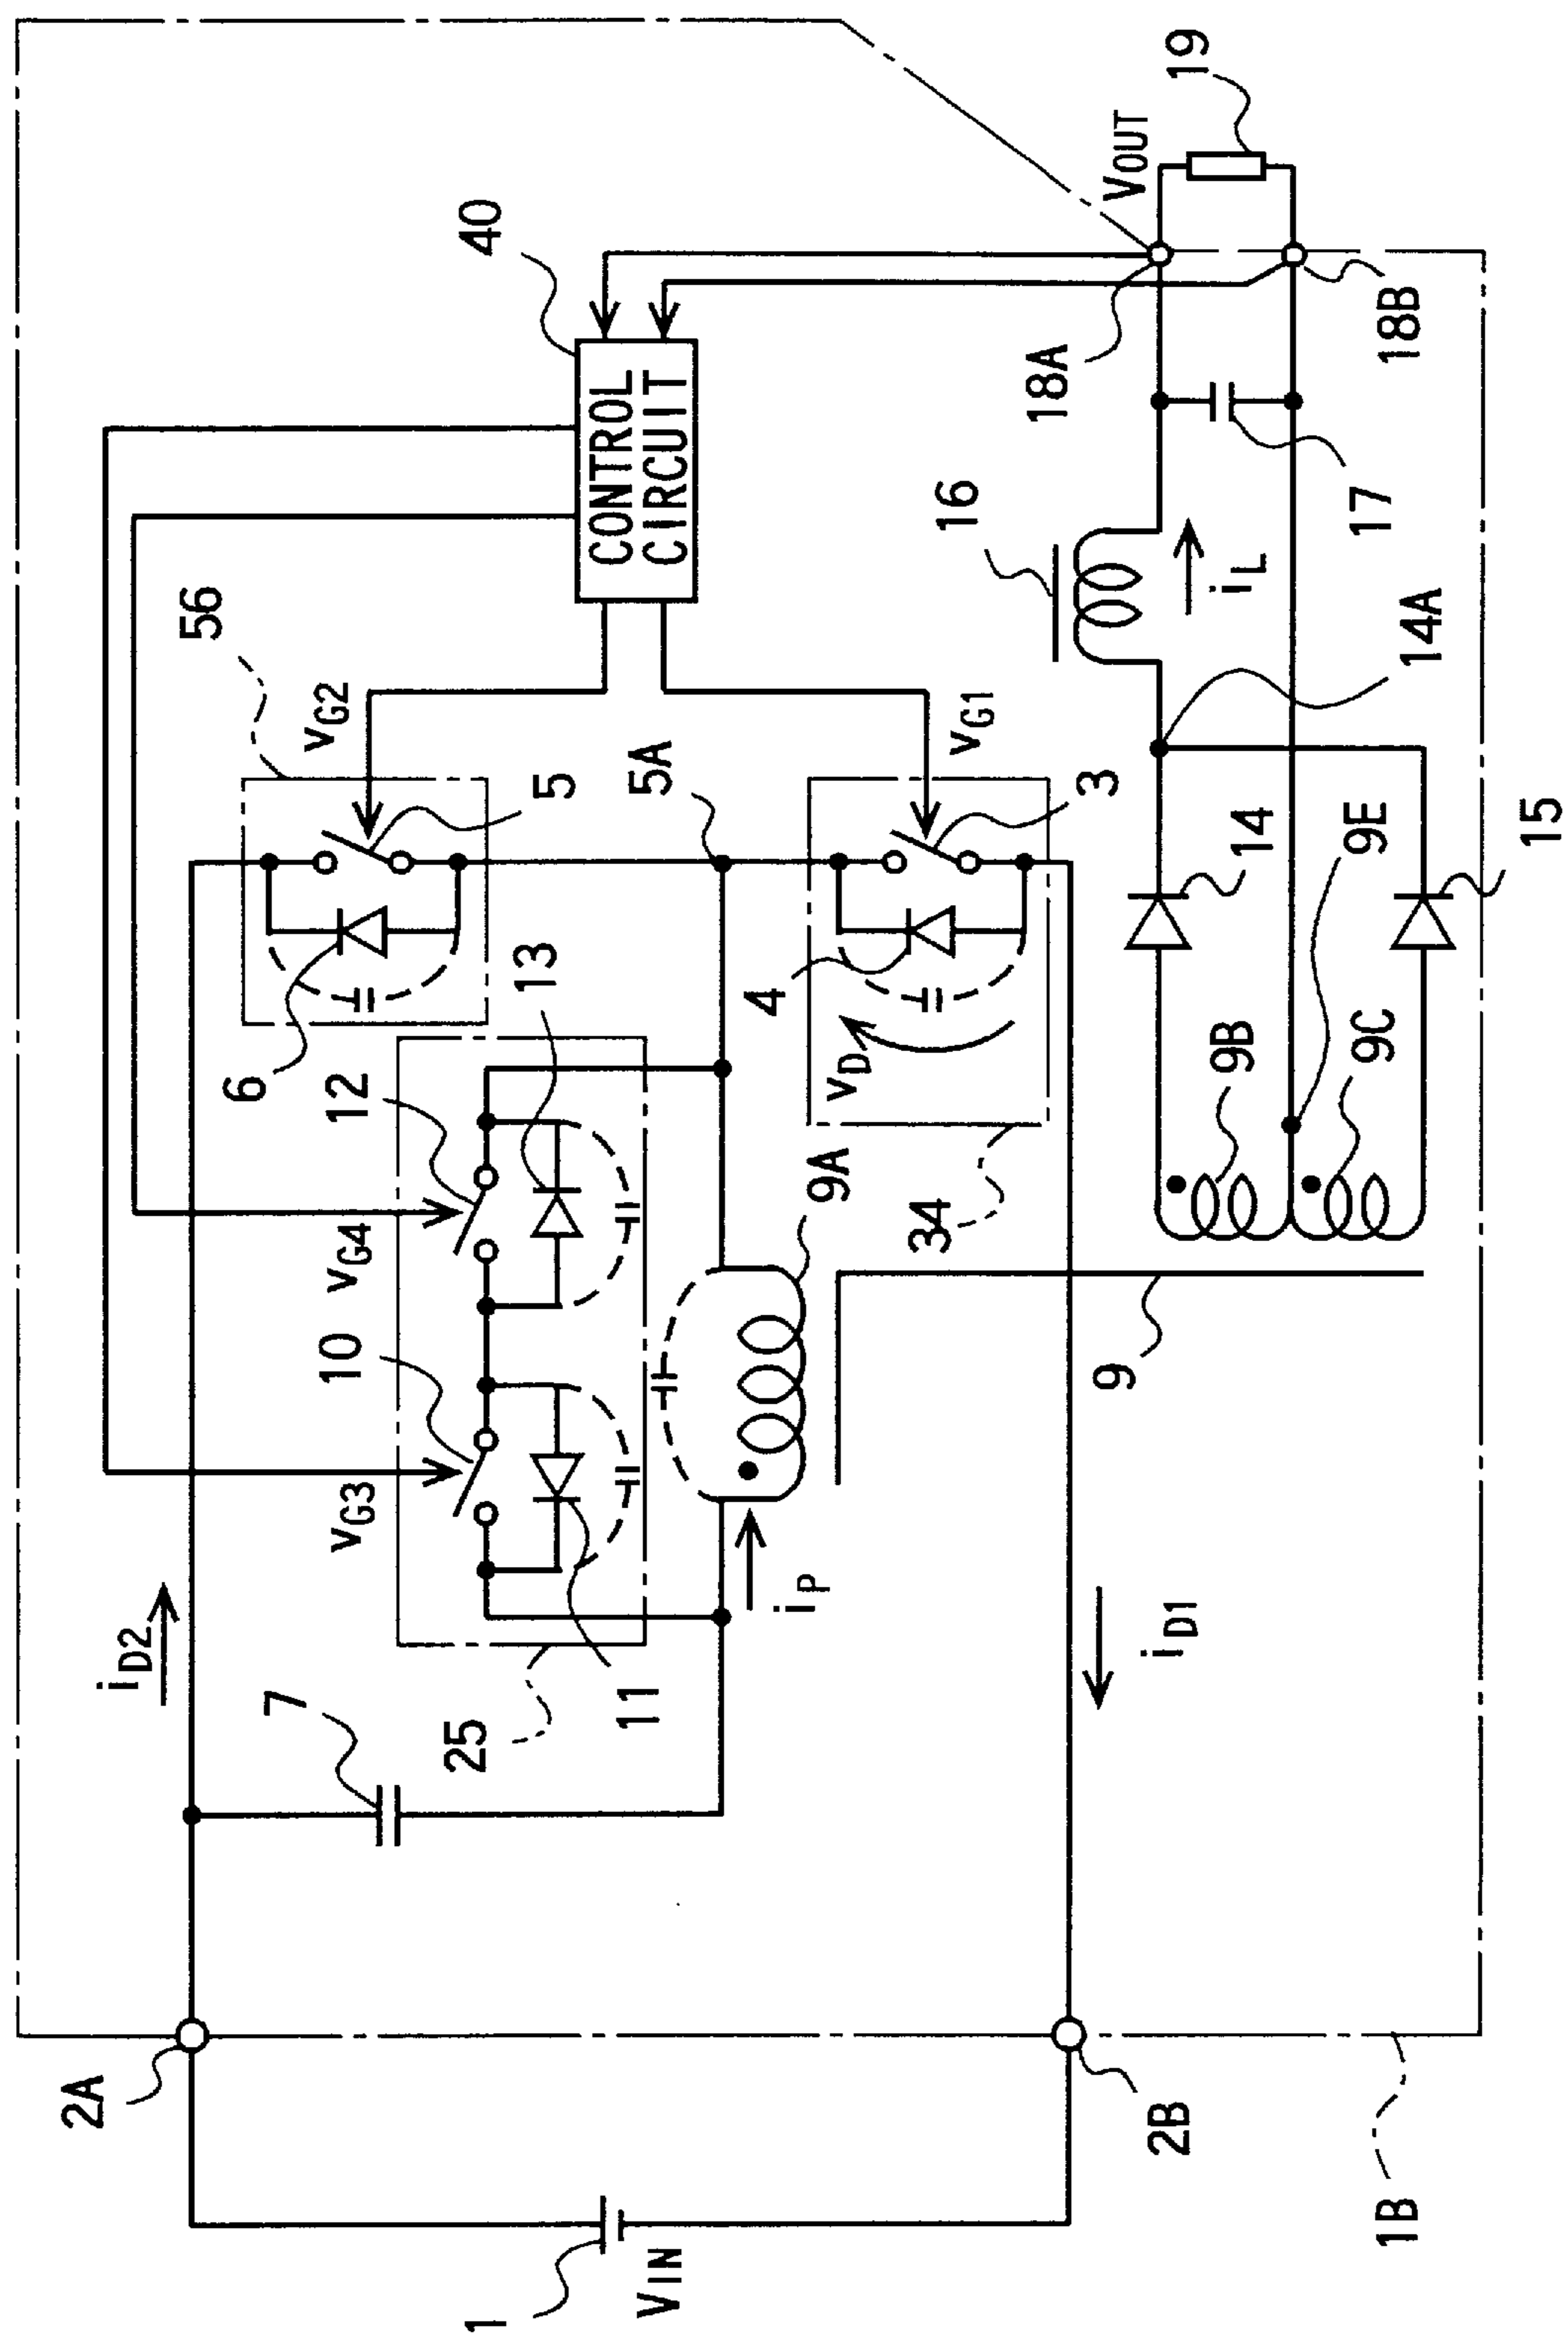 2A
iD2
56
6
7
vG2
vG3
10
vG4
12
25
40
1
13
5
CONTROL
CIRCUIT
11
5A
VIN
4
iP
9A
vD
34
vG1
16
18A
9
3
VOUT
2B
iD1
19
9B
14
iL
9C
9E
17
1B
18B
14A
15